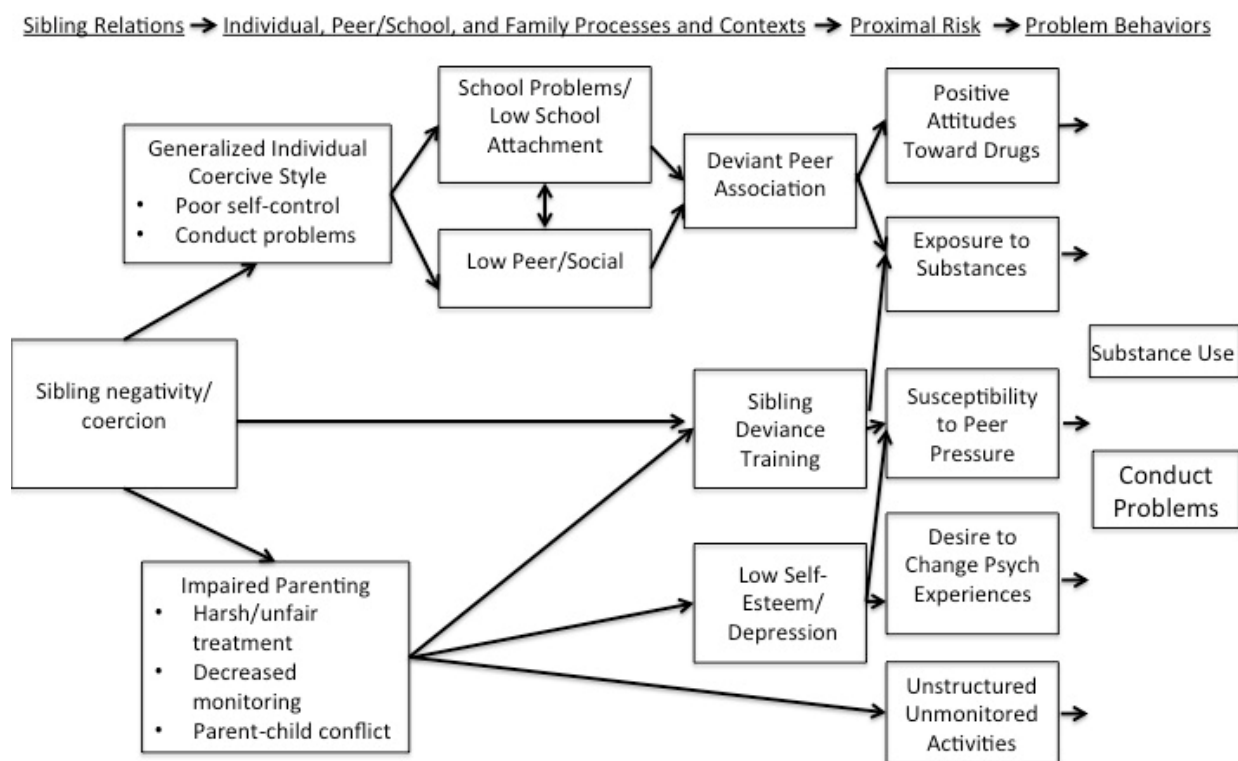 Sibling Relations → Individual, Peer/School, and Family Processes and Contexts → Proximal Risk → Problem Behaviors
Generalized Individual
Coercive Style
• Poor self-control
• Conduct problems
School Problems/
Low School
Attachment
Low Peer/Social
Deviant Peer
Association
Positive
Attitudes
Toward Drugs
Exposure to
Substances
Sibling negativity/
coercion
Sibling
Deviance
Training
Susceptibility
to Peer
Pressure
Substance Use
Conduct
Problems
Impaired Parenting
• Harsh/unfair
treatment
• Decreased
monitoring
• Parent-child conflict
Low Self-
Esteem/
Depression
Desire to
Change Psych
Experiences
Unstructured
Unmonitored
Activities